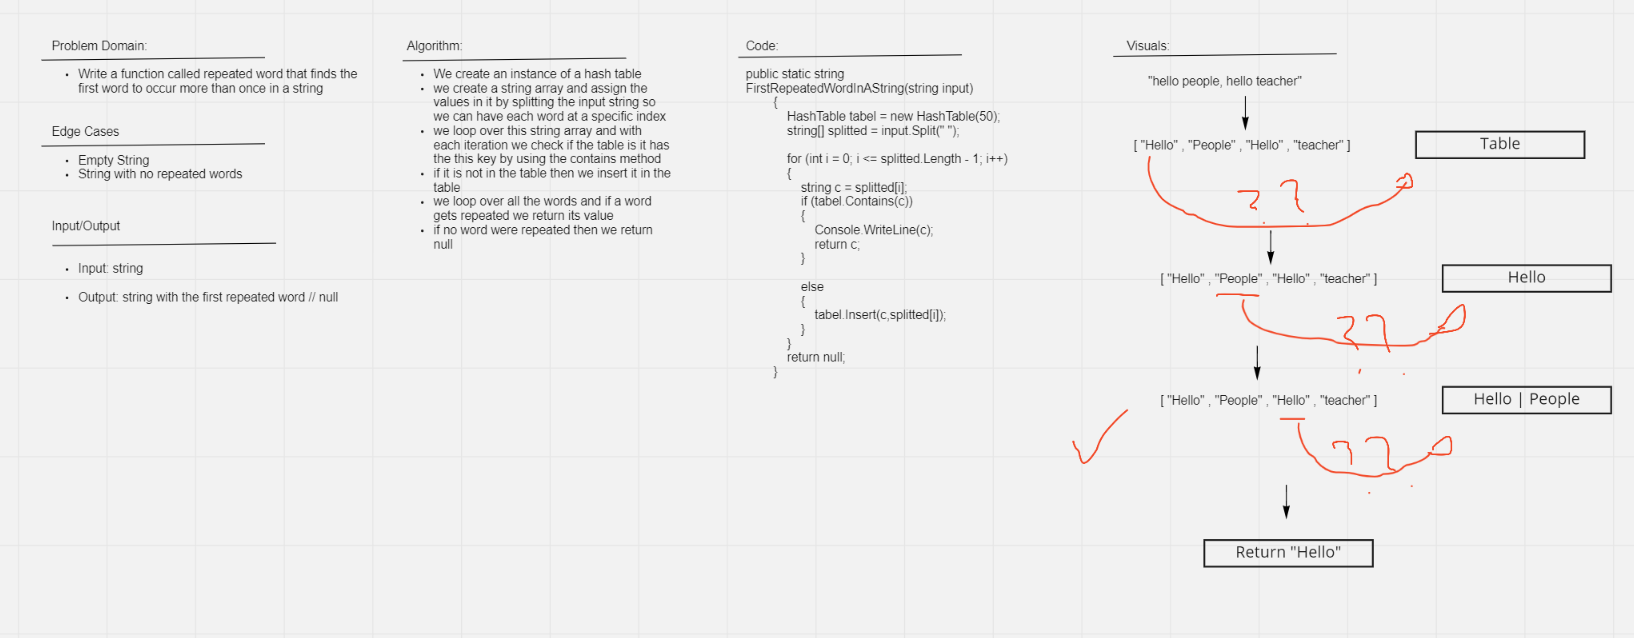 Problem Domain:
• Write a function called repeated word that finds the
first word to occur more than once in a string
Edge Cases
• Empty String
• String with no repeated words
Input/Output
• Input: string
• Output: string with the first repeated word // null
Algorithm:
• We create an instance of a hash table
• we create a string array and assign the
values in it by splitting the input string so
we can have each word at a specific index
• we loop over this string array and with
each iteration we check if the table is it has
the this key by using the contains method
• if it is not in the table then we insert it in the
table
• we loop over all the words and if a word
gets repeated we return its value
• if no word were repeated then we return
null
Code:
public static string
FirstRepeatedWordInAString(string input)
{
HashTable tabel = new HashTable(50);
string[] splitted = input.Split(" ");
for (int i = 0; i <= splitted.Length - 1; i++)
{
string c = splitted[i];
if (tabel.Contains(c))
{
Console.WriteLine(c);
return c;
}
else
{
tabel.Insert(c,splitted[i]);
}
}
return null;
}
Visuals:
"hello people, hello teacher"
[ "Hello" , "People" , "Hello" , "teacher" ]
Table
? ?
[ "Hello" , "People" , "Hello" , "teacher" ]
Hello
? ?
[ "Hello" , "People" , "Hello" , "teacher" ]
Hello | People
? ?
Return "Hello"